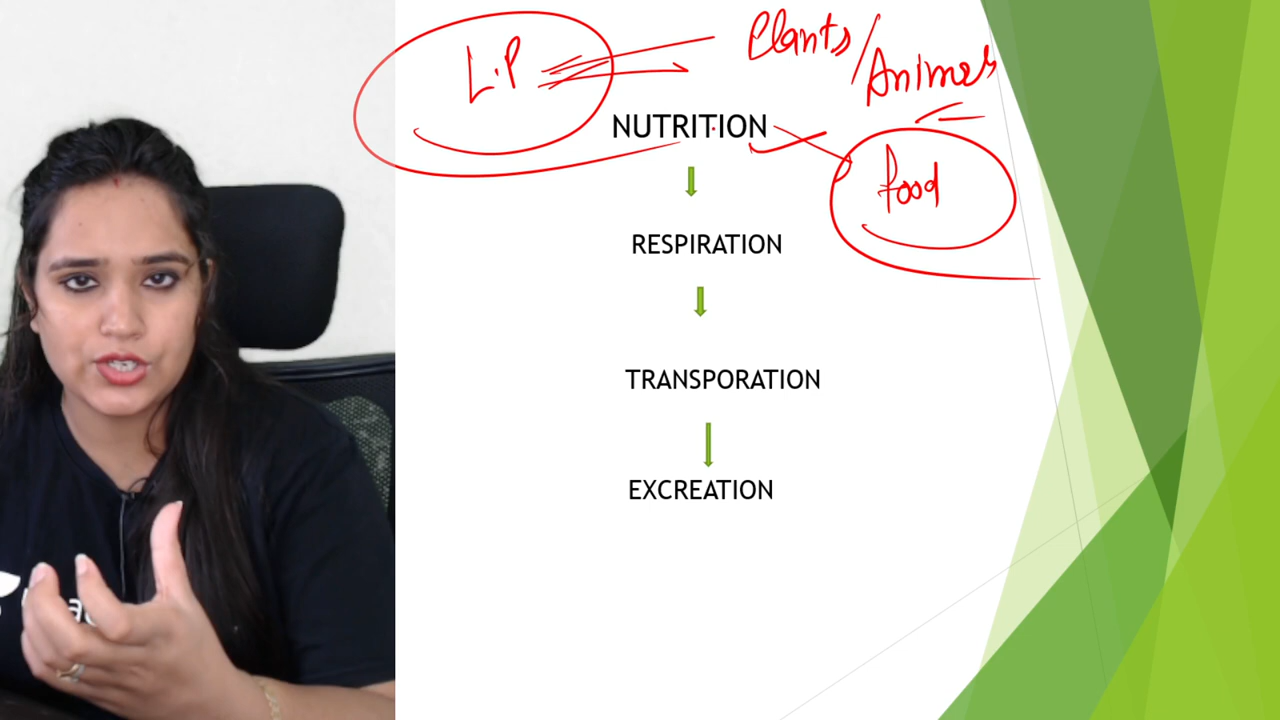 L.P
Plants/
Animals
NUTRITION
food
RESPIRATION
TRANSPORATION
EXCREATION